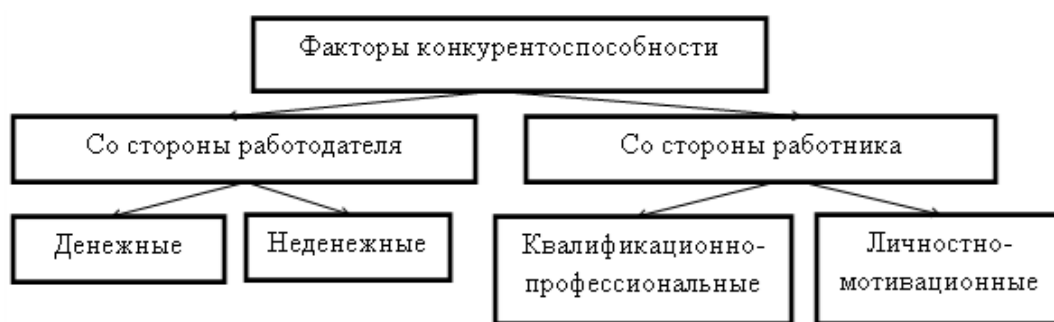 Факторы конкурентоспособности
Со стороны работодателя
Со стороны работника
Денежные
Неденежные
Квалификационно-
профессиональные
Личностно-
мотивационные